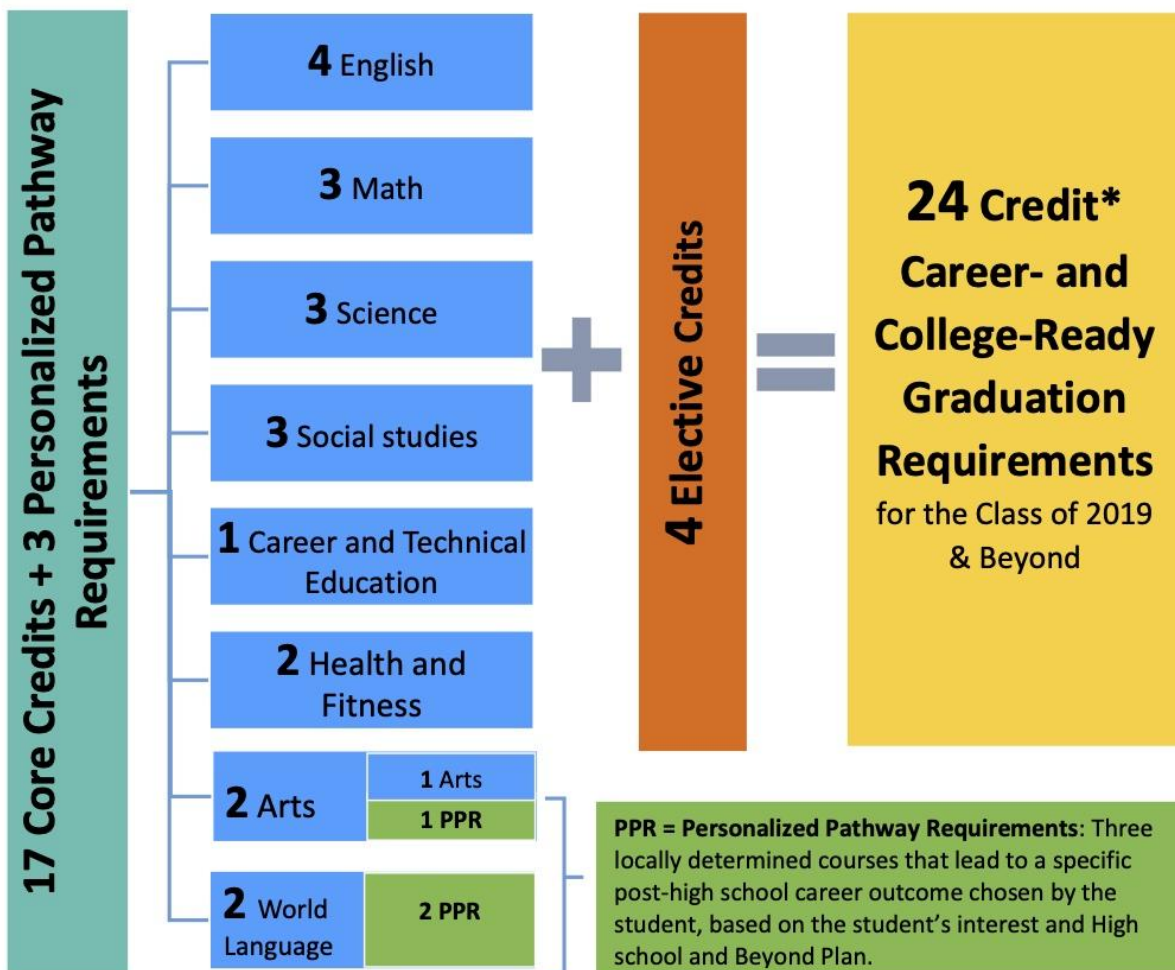 17 Core Credits + 3 Personalized Pathway
Requirements
4 English
3 Math
3 Science
3 Social studies
1 Career and Technical
Education
2 Health and
Fitness
2 Arts
1 Arts
1 PPR
2 World
Language
2 PPR
+
4 Elective Credits
=
24 Credit*
Career- and
College-Ready
Graduation
Requirements
for the Class of 2019
& Beyond
PPR = Personalized Pathway Requirements: Three
locally determined courses that lead to a specific
post-high school career outcome chosen by the
student, based on the student’s interest and High
school and Beyond Plan.